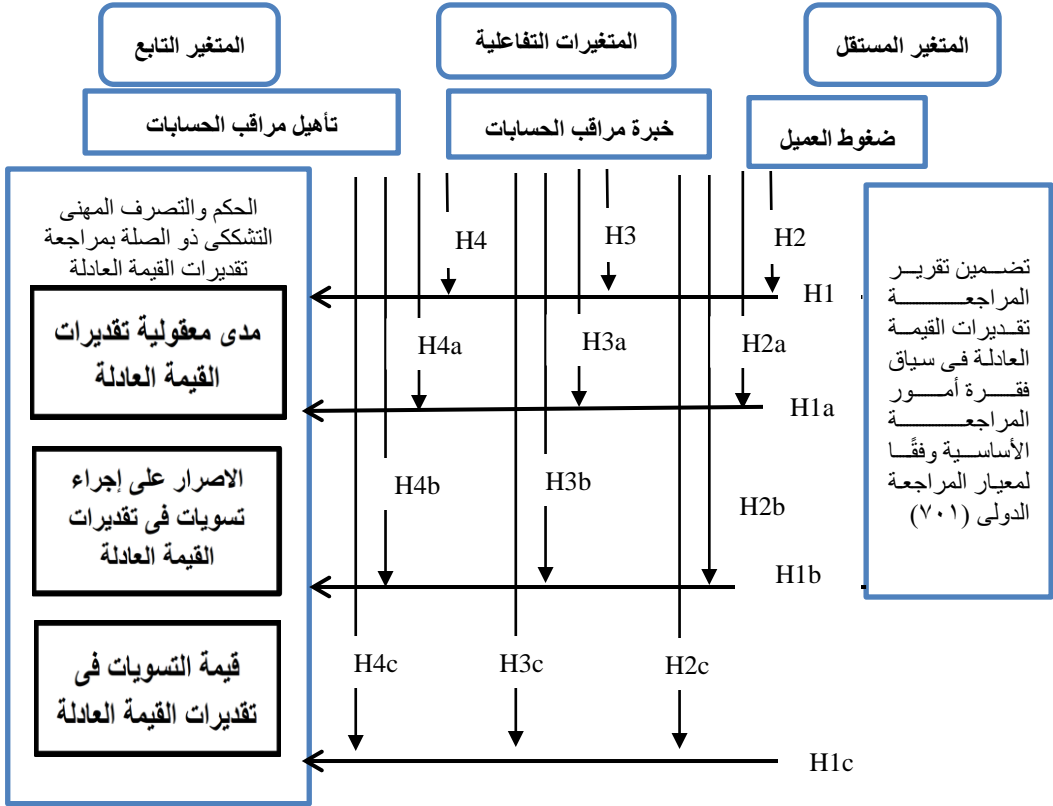 المتغير المستقل
المتغيرات التفاعلية
المتغير التابع
ضغوط العميل
خبرة مراقب الحسابات
تأهيل مراقب الحسابات
تضمين تقرير
المراجعة
تقديرات القيمة
العادلة فى سياق
فقرة أمور
المراجعة
الأساسية وفقًا
لمعيار المراجعة
الدولى (٧٠١)
H2
H3
H4
H1
H2a
H3a
H4a
H1a
H2b
H3b
H4b
H1b
H2c
H3c
H4c
H1c
الحكم والتصرف المهنى
التشككى ذو الصلة بمراجعة
تقديرات القيمة العادلة
مدى معقولية تقديرات
القيمة العادلة
الاصرار على إجراء
تسويات فى تقديرات
القيمة العادلة
قيمة التسويات فى
تقديرات القيمة العادلة